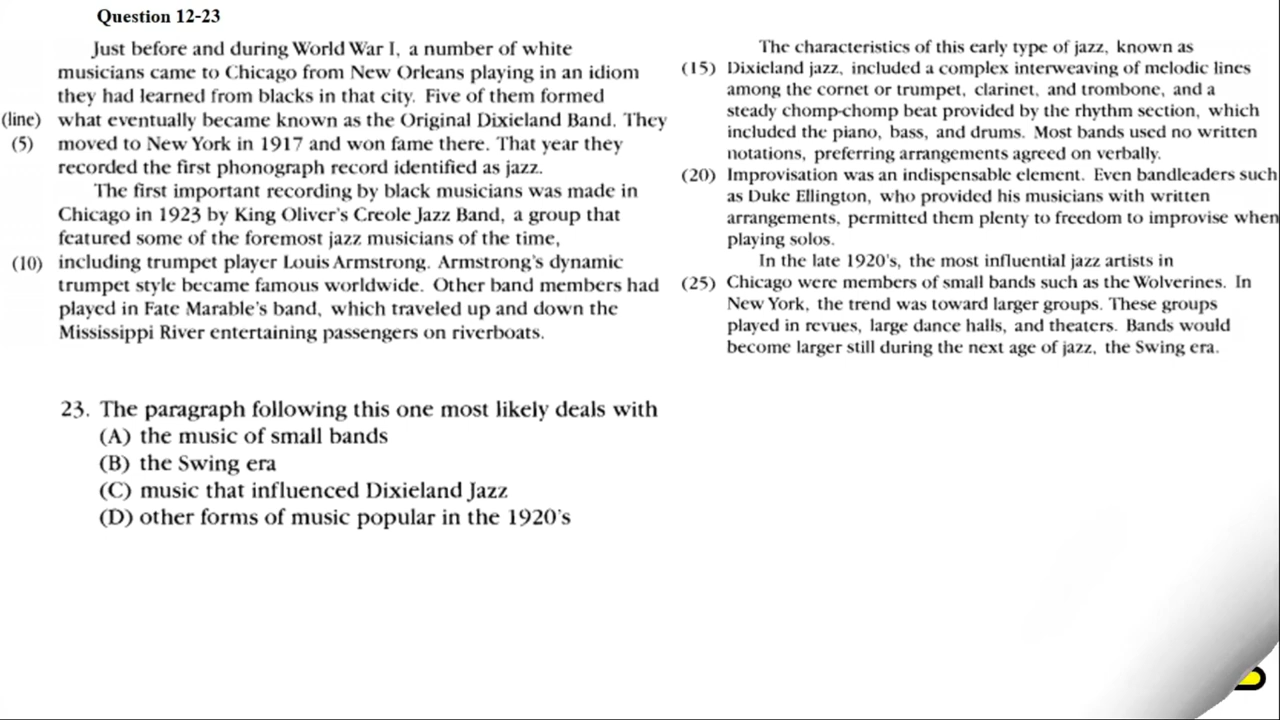 Question 12-23
Just before and during World War I, a number of white
musicians came to Chicago from New Orleans playing in an idiom
they had learned from blacks in that city. Five of them formed
(line) what eventually became known as the Original Dixieland Band. They
(5) moved to New York in 1917 and won fame there. That year they
recorded the first phonograph record identified as jazz.
The first important recording by black musicians was made in
Chicago in 1923 by King Oliver's Creole Jazz Band, a group that
featured some of the foremost jazz musicians of the time,
(10) including trumpet player Louis Armstrong. Armstrong's dynamic
trumpet style became famous worldwide. Other band members had
played in Fate Marable's band, which traveled up and down the
Mississippi River entertaining passengers on riverboats.
The characteristics of this early type of jazz, known as
(15) Dixieland jazz, included a complex interweaving of melodic lines
among the cornet or trumpet, clarinet, and trombone, and a
steady chomp-chomp beat provided by the rhythm section, which
included the piano, bass, and drums. Most bands used no written
notations, preferring arrangements agreed on verbally.
(20) Improvisation was an indispensable element. Even bandleaders such
as Duke Ellington, who provided his musicians with written
arrangements, permitted them plenty to freedom to improvise when
playing solos.
In the late 1920's, the most influential jazz artists in
(25) Chicago were members of small bands such as the Wolverines. In
New York, the trend was toward larger groups. These groups
played in revues, large dance halls, and theaters. Bands would
become larger still during the next age of jazz, the Swing era.
23. The paragraph following this one most likely deals with
(A) the music of small bands
(B) the Swing era
(C) music that influenced Dixieland Jazz
(D) other forms of music popular in the 1920's